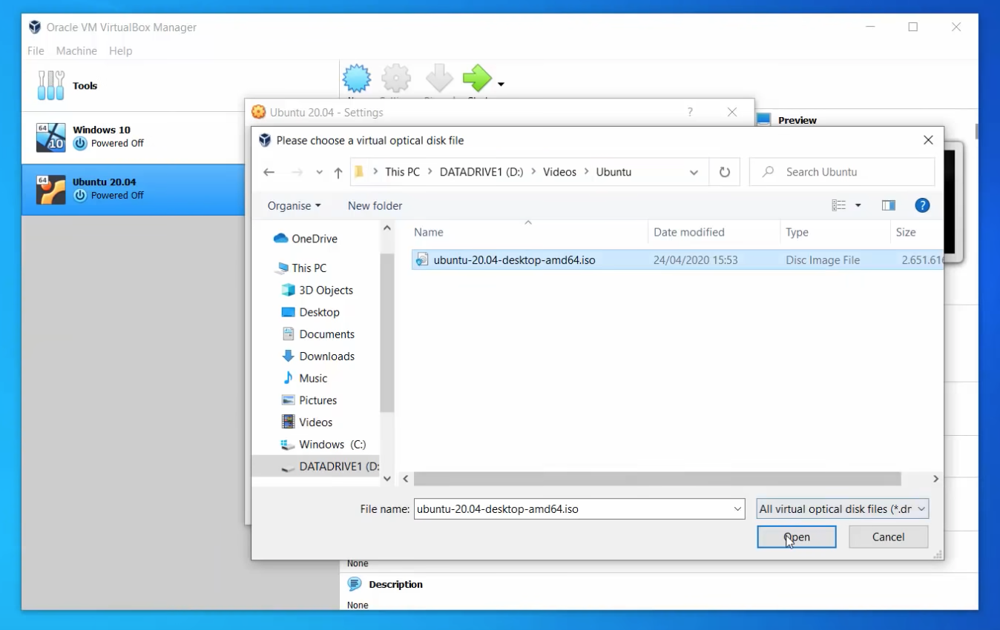 Oracle VM VirtualBox Manager
File Machine Help
Tools
64
10
Windows 10
Powered Off
64
Ubuntu 20.04
Powered Off
Ubuntu 20.04 - Settings
?
Preview
Please choose a virtual optical disk file
This PC > DATADRIVE1 (D:) > Videos > Ubuntu
Search Ubuntu
Organise
New folder
?
Name
Date modified
Type
Size
ubuntu-20.04-desktop-amd64.iso
24/04/2020 15:53
Disc Image File
2.651.616
OneDrive
This PC
3D Objects
Desktop
Documents
Downloads
Music
Pictures
Videos
Windows (C:)
DATADRIVE1 (D:
File name:
ubuntu-20.04-desktop-amd64.iso
All virtual optical disk files (*.dr
Open
Cancel
None
Description
None